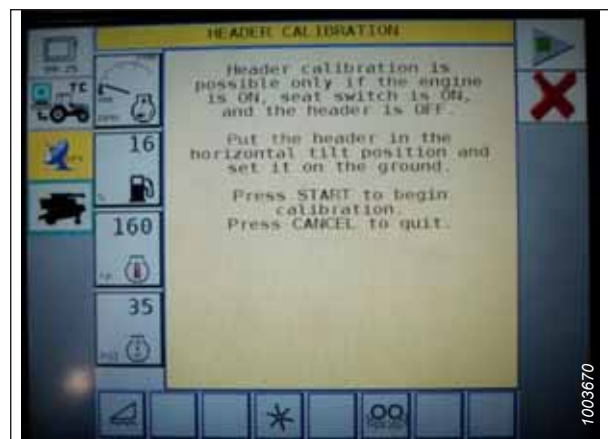 HEADER CALIBRATION
TC
Header calibration is
possible only if the engine
is ON, seat switch is ON,
and the header is OFF.
Put the header in the
horizontal tilt position and
set it on the ground.
Press START to begin
calibration.
Press CANCEL to quit.
16
160
35
1003670